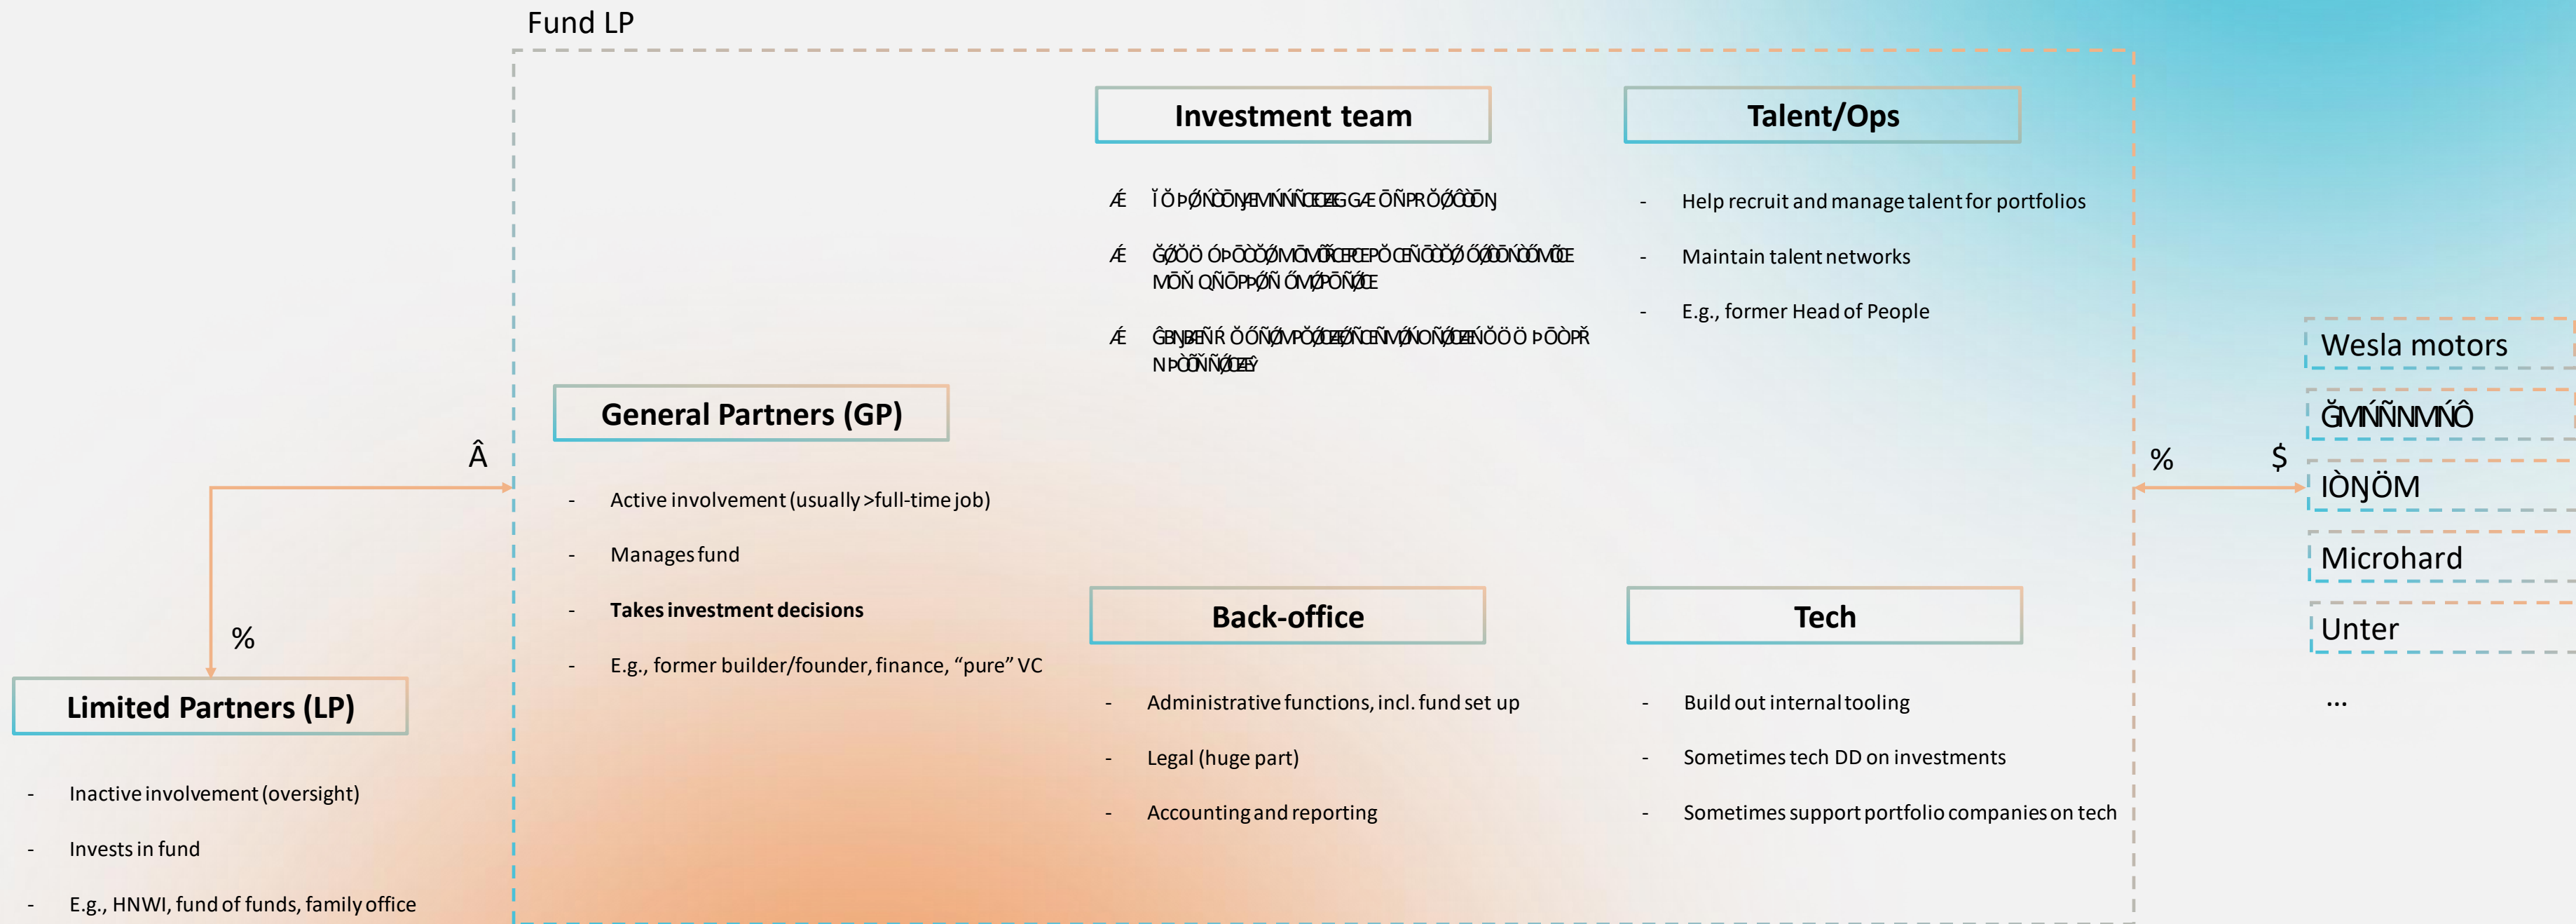 Fund LP
Investment team
Talent/Ops
- Help recruit and manage talent for portfolios
- Maintain talent networks
- E.g., former Head of People
General Partners (GP)
- Active involvement (usually >full-time job)
- Manages fund
- Takes investment decisions
- E.g., former builder/founder, finance, “pure” VC
Back-office
- Administrative functions, incl. fund set up
- Legal (huge part)
- Accounting and reporting
Tech
- Build out internal tooling
- Sometimes tech DD on investments
- Sometimes support portfolio companies on tech
Â
%
Limited Partners (LP)
- Inactive involvement (oversight)
- Invests in fund
- E.g., HNWI, fund of funds, family office
% $
Wesla motors
IÒŊÖM
Microhard
Unter
...